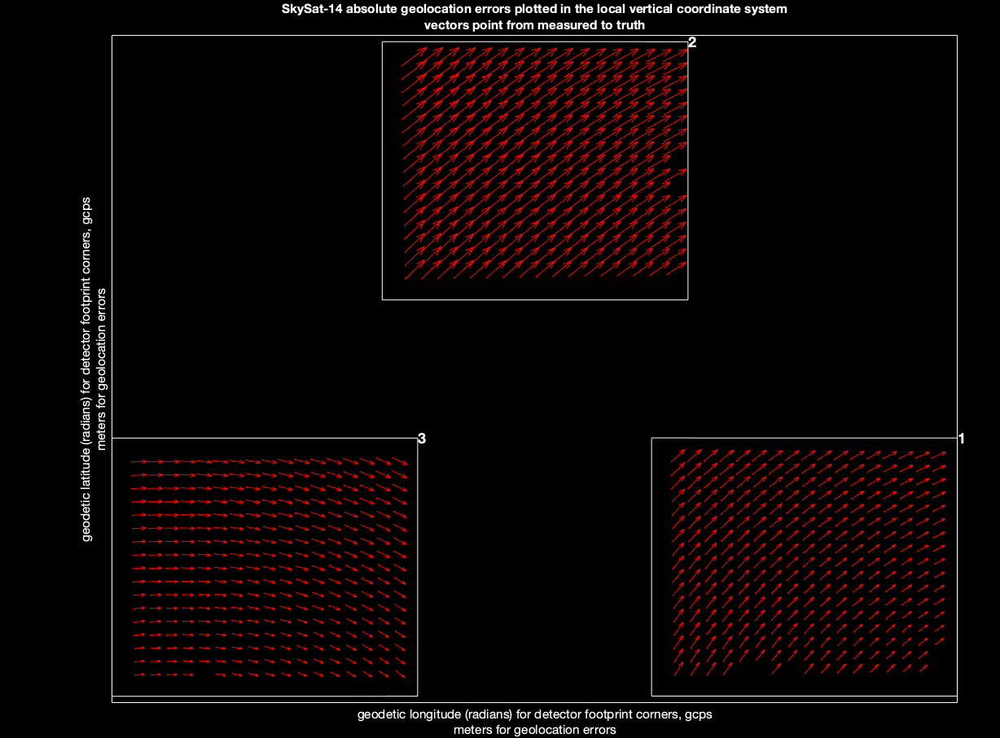 SkySat-14 absolute geolocation errors plotted in the local vertical coordinate system
vectors point from measured to truth
2
geodetic latitude (radians) for detector footprint corners, gcps
meters for geolocation errors
3
1
geodetic longitude (radians) for detector footprint corners, gcps
meters for geolocation errors